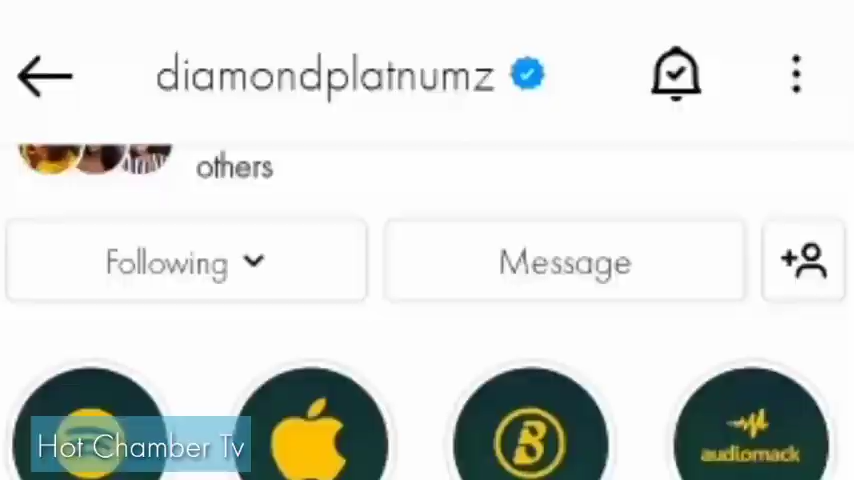 diamondplatnumz
others
Following
Message
Hot Chamber Tv
B
audiomack